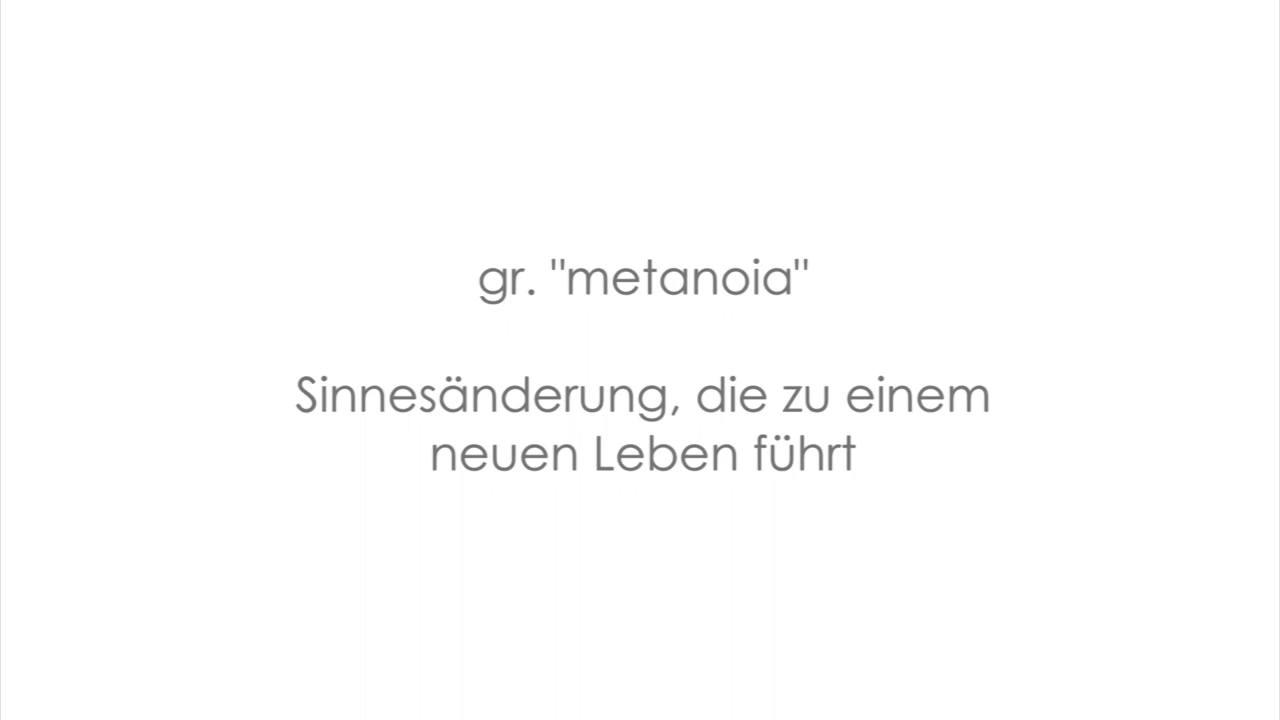 gr. "metanoia"
Sinnesänderung, die zu einem
neuen Leben führt